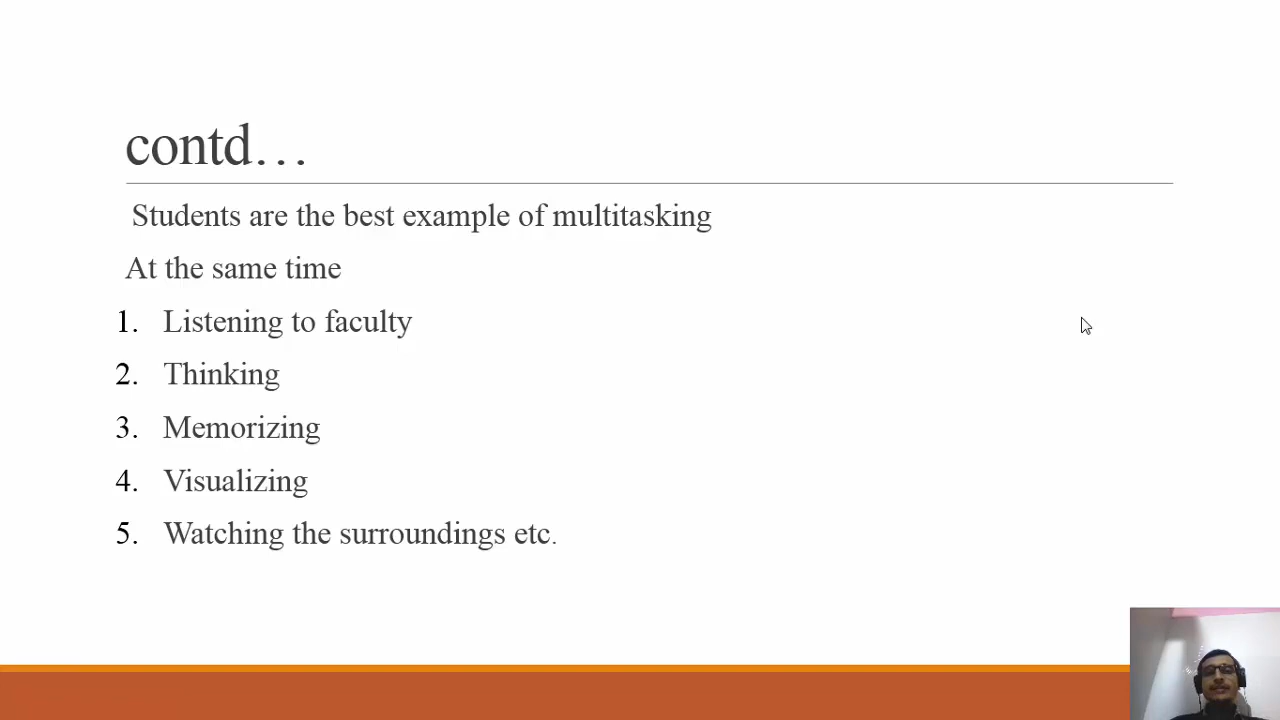 contd…
Students are the best example of multitasking
At the same time
1. Listening to faculty
2. Thinking
3. Memorizing
4. Visualizing
5. Watching the surroundings etc.